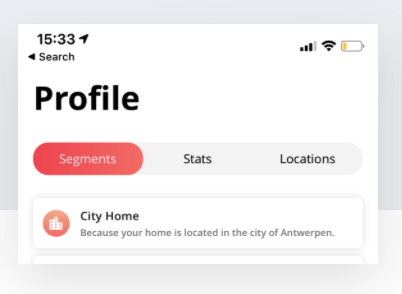 15:33
Search
Profile
Segments Stats Locations
City Home
Because your home is located in the city of Antwerpen.